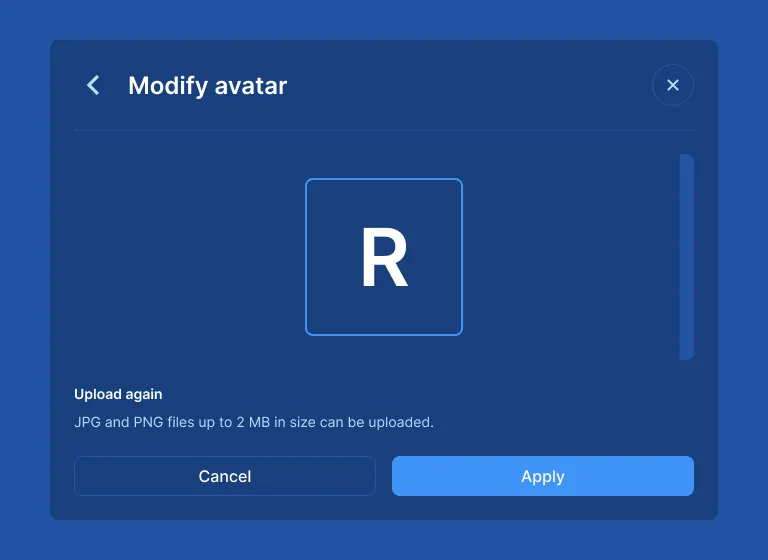 Modify avatar
R
Upload again
JPG and PNG files up to 2 MB in size can be uploaded.
Cancel
Apply